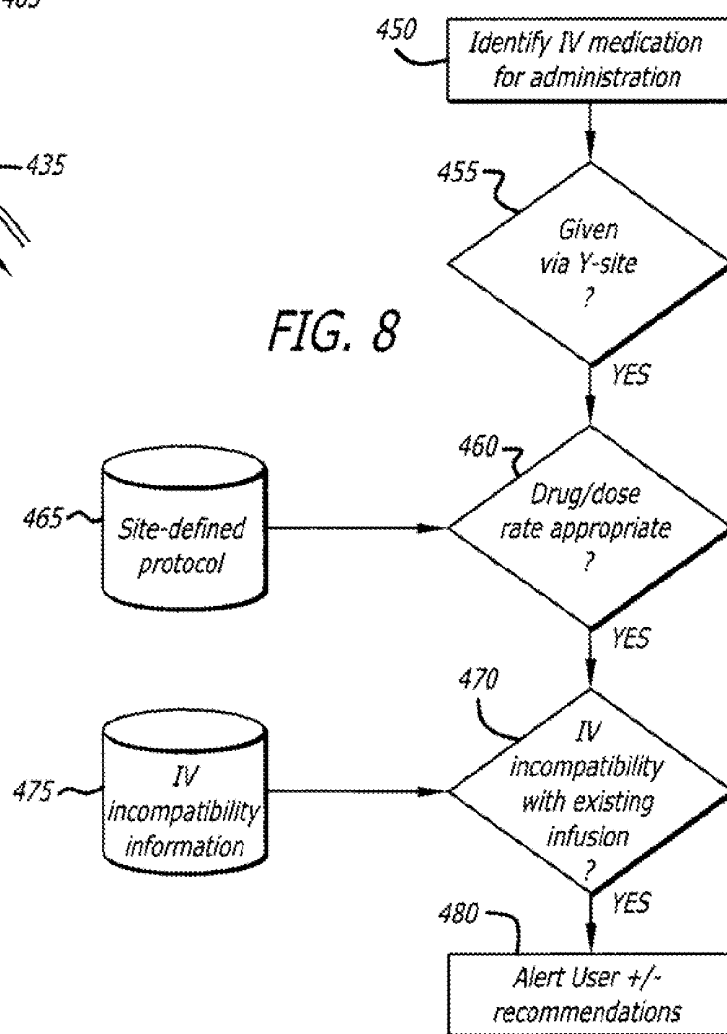 450
Identify IV medication
for administration
435
455
Given
via Y-site
?
FIG. 8
YES
460
Drug/dose
rate appropriate
?
465
Site-defined
protocol
YES
470
IV
incompatibility
with existing
infusion
?
475
IV
incompatibility
information
YES
480
Alert User +/-
recommendations